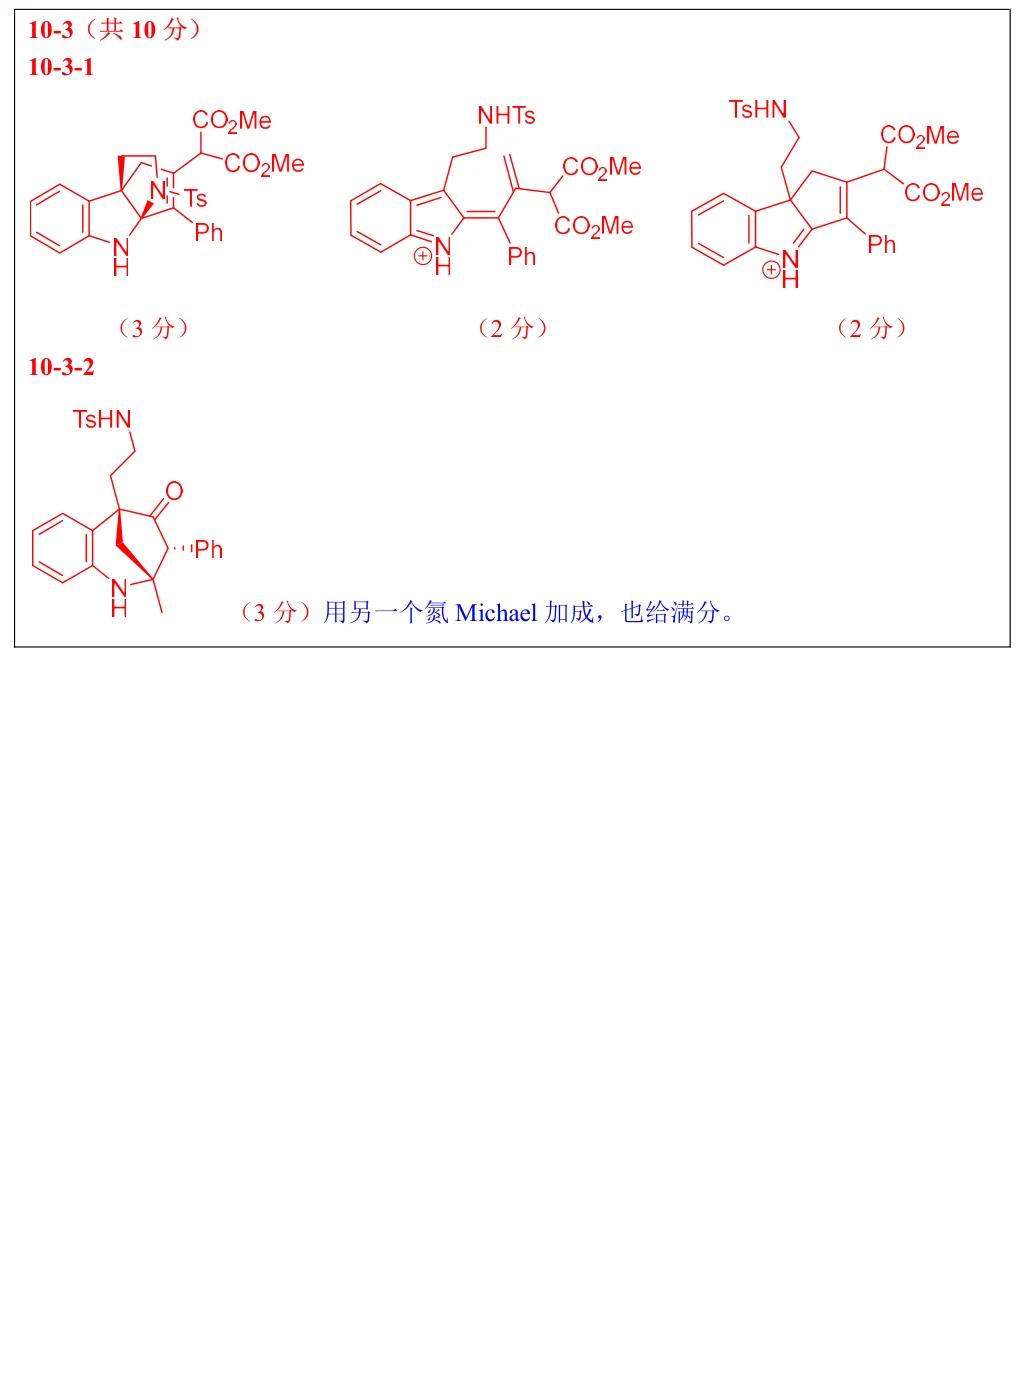 10-3（共 10 分）
10-3-1
CO2Me
CO2Me
N
Ts
Ph
N
H
NHTs
CO2Me
CO2Me
Ph
N
H
+
TsHN
CO2Me
CO2Me
Ph
N
H
+
（3 分） （2 分） （2 分）
10-3-2
TsHN
O
Ph
N
H
（3 分）用另一个氮 Michael 加成，也给满分。